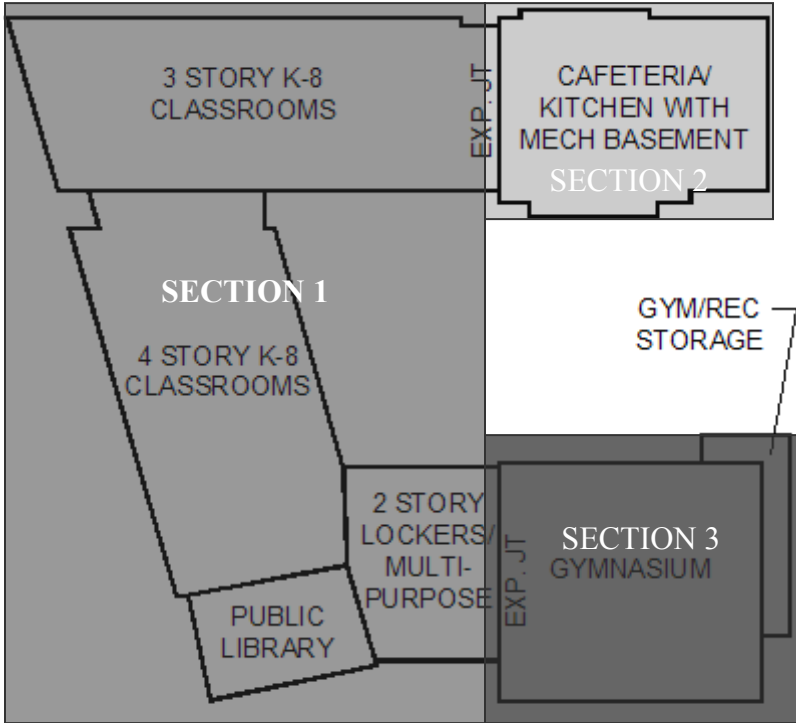 3 STORY K-8
CLASSROOMS
EXP. JT
CAFETERIA/
KITCHEN WITH
MECH BASEMENT
SECTION 2
SECTION 1
GYM/REC
STORAGE
4 STORY K-8
CLASSROOMS
2 STORY
LOCKERS/
MULTI-
PURPOSE
EXP. JT
SECTION 3
GYMNASIUM
PUBLIC
LIBRARY